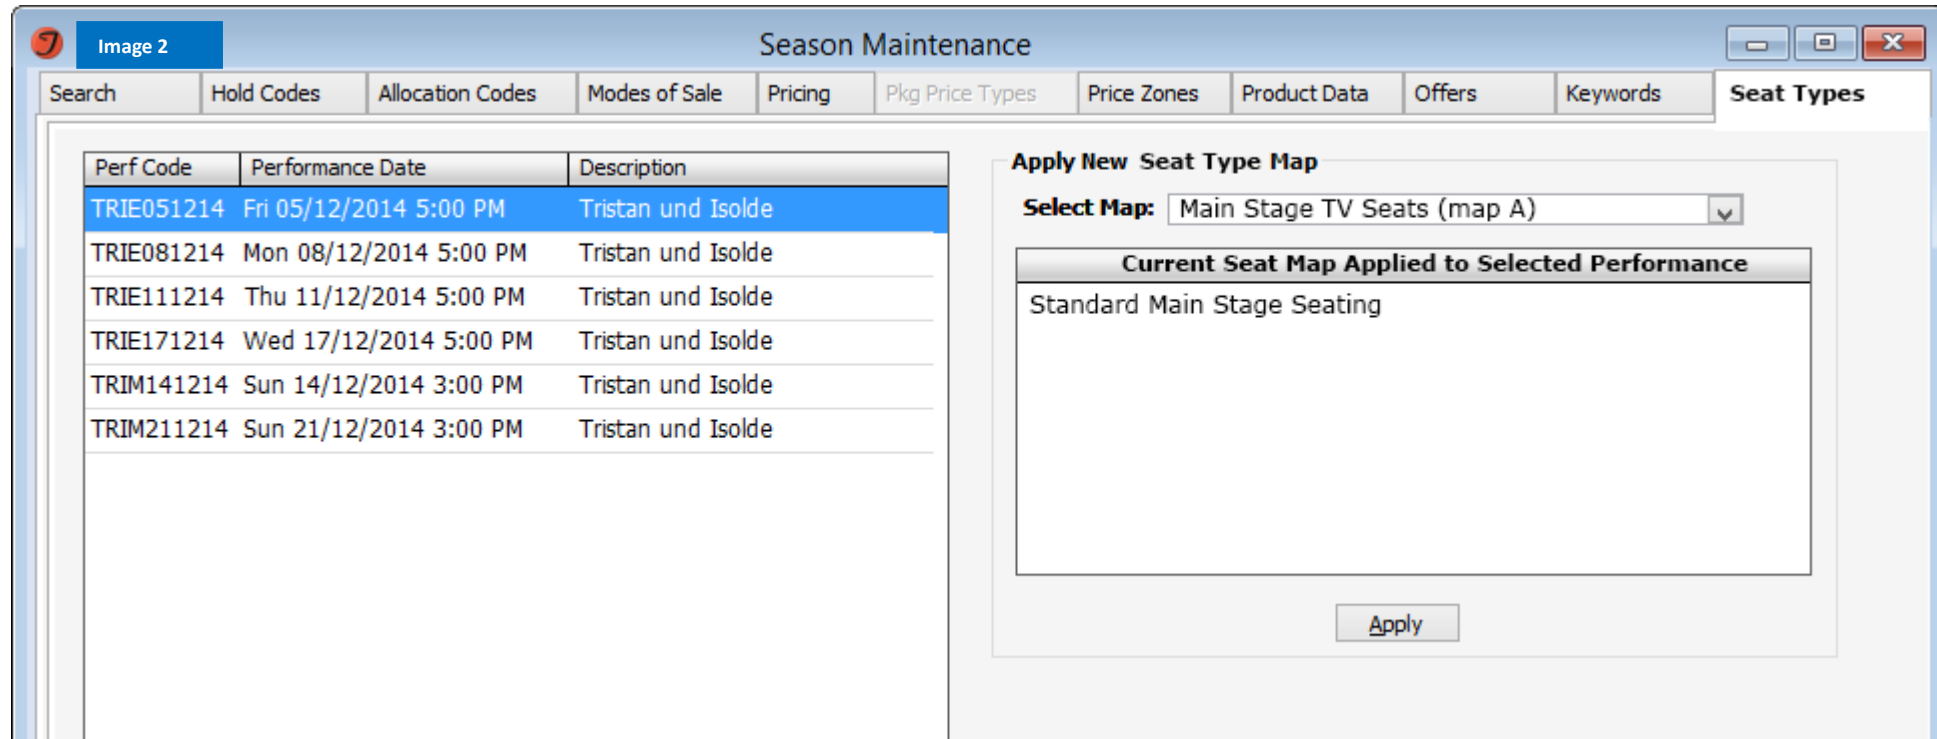 Image 2
Season Maintenance
Search Hold Codes Allocation Codes Modes of Sale Pricing Pkg Price Types Price Zones Product Data Offers Keywords Seat Types
Perf Code Performance Date Description
TRIE051214 Fri 05/12/2014 5:00 PM Tristan und Isolde
TRIE081214 Mon 08/12/2014 5:00 PM Tristan und Isolde
TRIE111214 Thu 11/12/2014 5:00 PM Tristan und Isolde
TRIE171214 Wed 17/12/2014 5:00 PM Tristan und Isolde
TRIM141214 Sun 14/12/2014 3:00 PM Tristan und Isolde
TRIM211214 Sun 21/12/2014 3:00 PM Tristan und Isolde
Apply New Seat Type Map
Select Map: Main Stage TV Seats (map A)
Current Seat Map Applied to Selected Performance
Standard Main Stage Seating
Apply